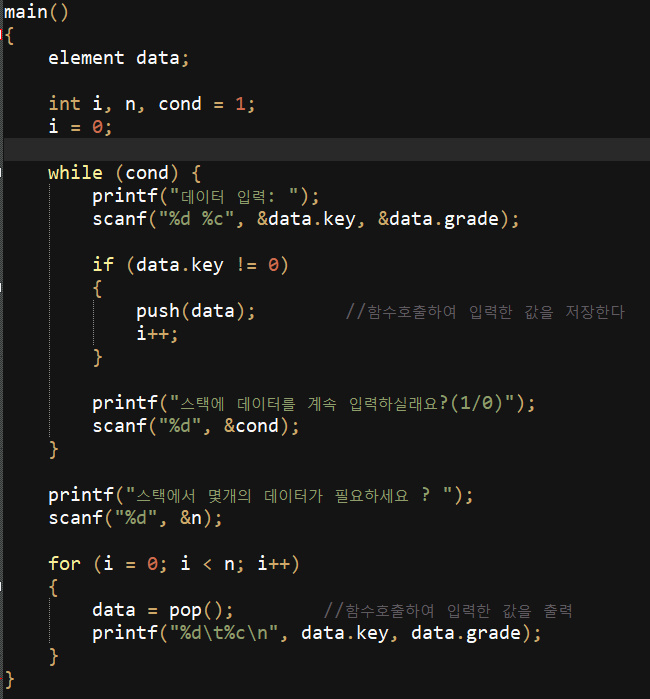 main()
{
    element data;
    int i, n, cond = 1;
    i = 0;
    while (cond) {
        printf("데이터 입력: ");
        scanf("%d %c", &data.key, &data.grade);
        if (data.key != 0)
        {
            push(data);        //함수호출하여 입력한 값을 저장한다
            i++;
        }
        printf("스택에 데이터를 계속 입력하실래요?(1/0)");
        scanf("%d", &cond);
    }
    printf("스택에서 몇개의 데이터가 필요하세요 ? ");
    scanf("%d", &n);
    for (i = 0; i < n; i++)
    {
        data = pop();        //함수호출하여 입력한 값을 출력
        printf("%d\t%c\n", data.key, data.grade);
    }
}